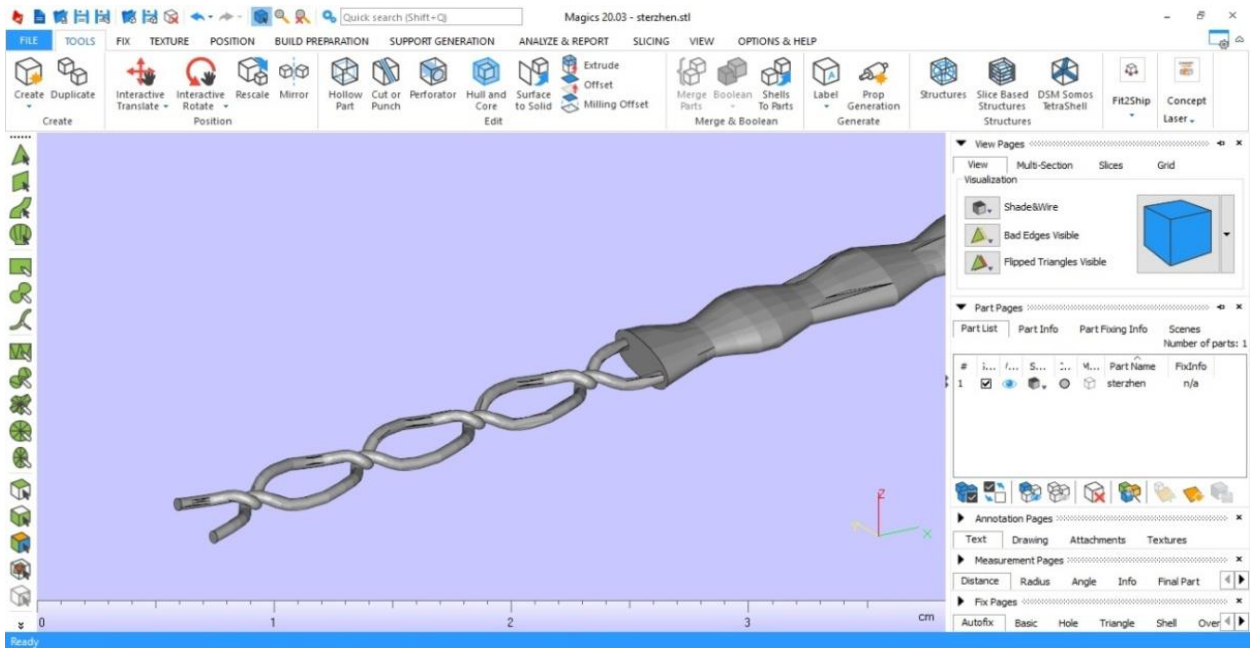 Quick search (Shift+Q)
Magics 20.03 - sterzhen.stl
FILE TOOLS FIX TEXTURE POSITION BUILD PREPARATION SUPPORT GENERATION ANALYZE & REPORT SLICING VIEW OPTIONS & HELP
Create Duplicate
Create
Interactive Translate
Interactive Rotate
Rescale Mirror
Position
Hollow Part
Cut or Punch
Perforator
Hull and Core
Surface to Solid
Extrude
Offset
Milling Offset
Edit
Merge Parts
Boolean
Shells To Parts
Merge & Boolean
Label
Prop Generation
Generate
Structures
Slice Based Structures
DSM Somos TetraShell
Structures
Fit2Ship
Concept Laser
View Pages
View Multi-Section Slices Grid
Visualization
Shade&Wire
Bad Edges Visible
Flipped Triangles Visible
Part Pages
Part List Part Info Part Fixing Info Scenes
Number of parts: 1
# i... /... S... M... Part Name FixInfo
1 sterzhen n/a
Annotation Pages
Text Drawing Attachments Textures
Measurement Pages
Distance Radius Angle Info Final Part
Fix Pages
Autofix Basic Hole Triangle Shell Over
Z
X
0 1 2 3 cm
Ready